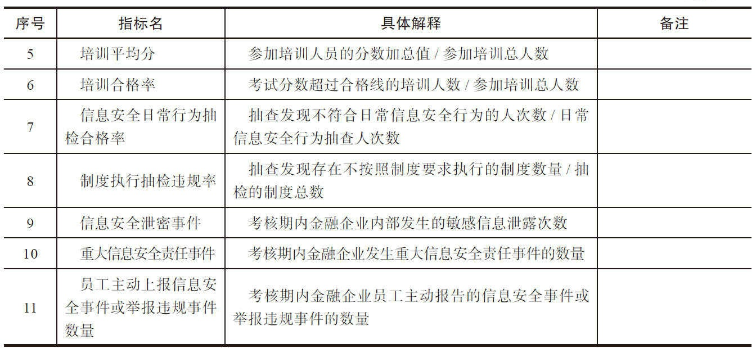 序号 指标名 具体解释 备注
5 培训平均分 参加培训人员的分数加总值 / 参加培训总人数
6 培训合格率 考试分数超过合格线的培训人数 / 参加培训总人数
7 信息安全日常行为抽
检合格率 抽查发现不符合日常信息安全行为的人次数 / 日常
信息安全行为抽查人次数
8 制度执行抽检违规率 抽查发现存在不按照制度要求执行的制度数量 / 抽
检的制度总数
9 信息安全泄密事件 考核期内金融企业内部发生的敏感信息泄露次数
10 重大信息安全责任事件 考核期内金融企业发生重大信息安全责任事件的数量
11 员工主动上报信息安
全事件或举报违规事件
数量 考核期内金融企业员工主动报告的信息安全事件或
举报违规事件的数量